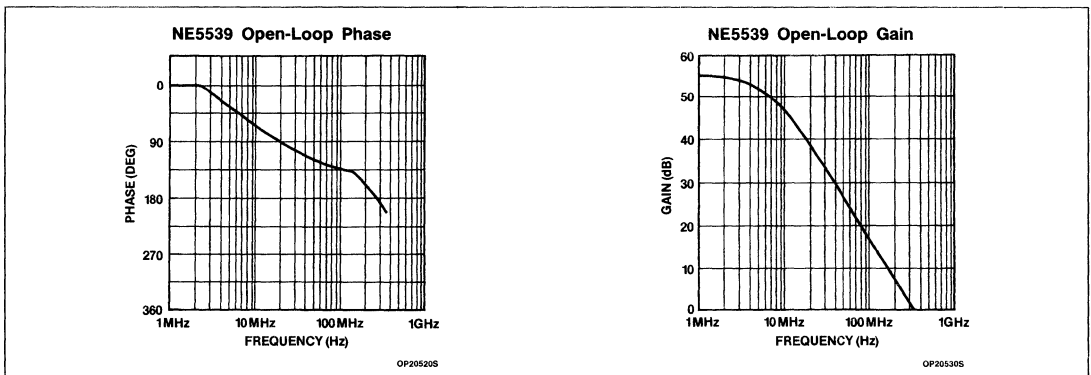 NE5539 Open-Loop Phase
PHASE (DEG)
0
90
180
270
360
1MHz
10MHz
100MHz
1GHz
FREQUENCY (Hz)
OP20520S
NE5539 Open-Loop Gain
GAIN (dB)
60
50
40
30
20
10
0
1MHz
10MHz
100MHz
1GHz
FREQUENCY (Hz)
OP20530S